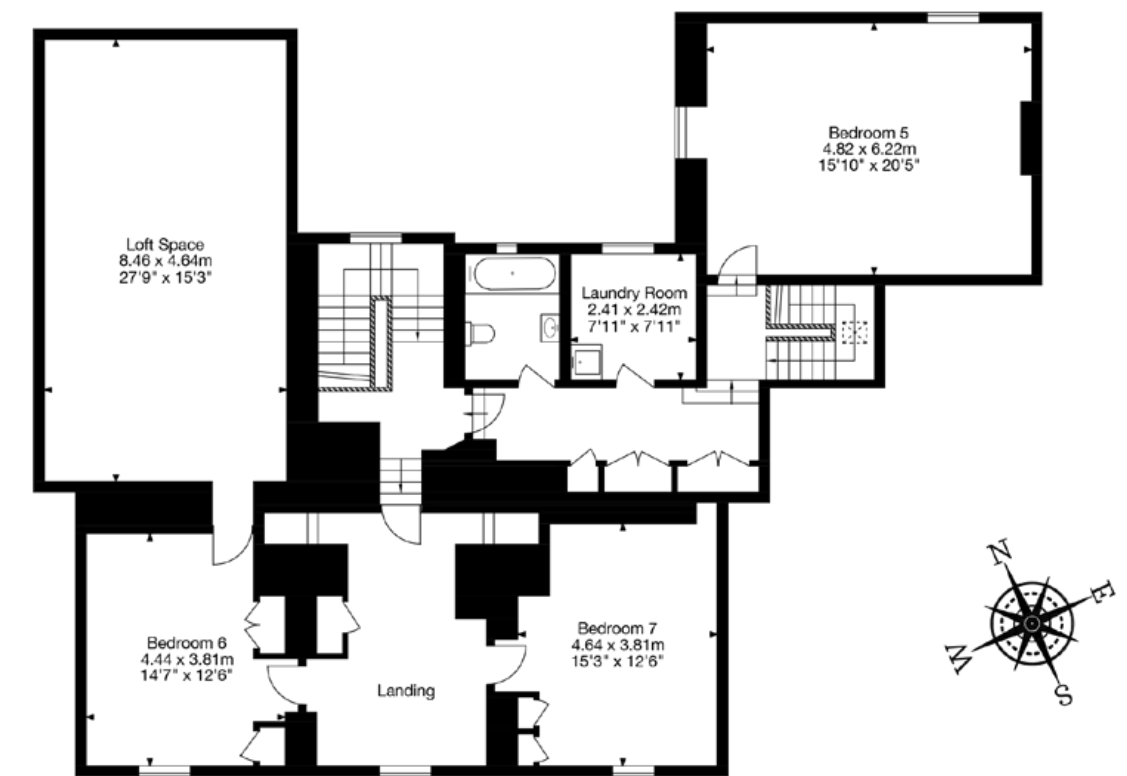 Bedroom 5
4.82 x 6.22m
15'10" x 20'5"
Loft Space
8.46 x 4.64m
27'9" x 15'3"
Laundry Room
2.41 x 2.42m
7'11" x 7'11"
Bedroom 6
4.44 x 3.81m
14'7" x 12'6"
Landing
Bedroom 7
4.64 x 3.81m
15'3" x 12'6"
N
E
W
S